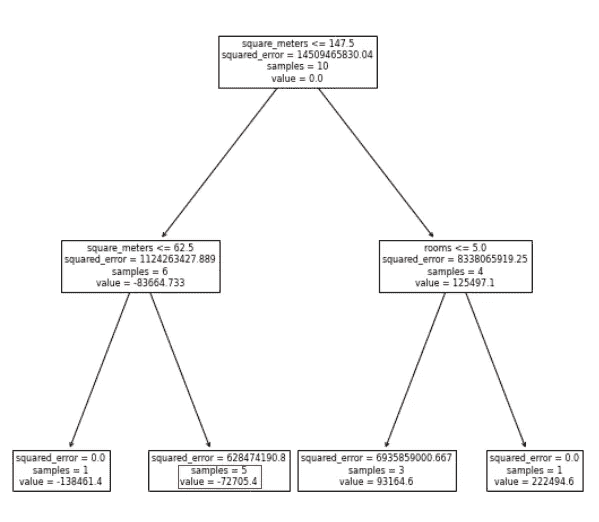 square_meters <= 147.5
squared_error = 14509465830.04
samples = 10
value = 0.0
square_meters <= 62.5
squared_error = 1124263427.889
samples = 6
value = -83664.733
rooms <= 5.0
squared_error = 8338065919.25
samples = 4
value = 125497.1
squared_error = 0.0
samples = 1
value = -138461.4
squared_error = 628474190.8
samples = 5
value = -72705.4
squared_error = 6935859000.667
samples = 3
value = 93164.6
squared_error = 0.0
samples = 1
value = 222494.6